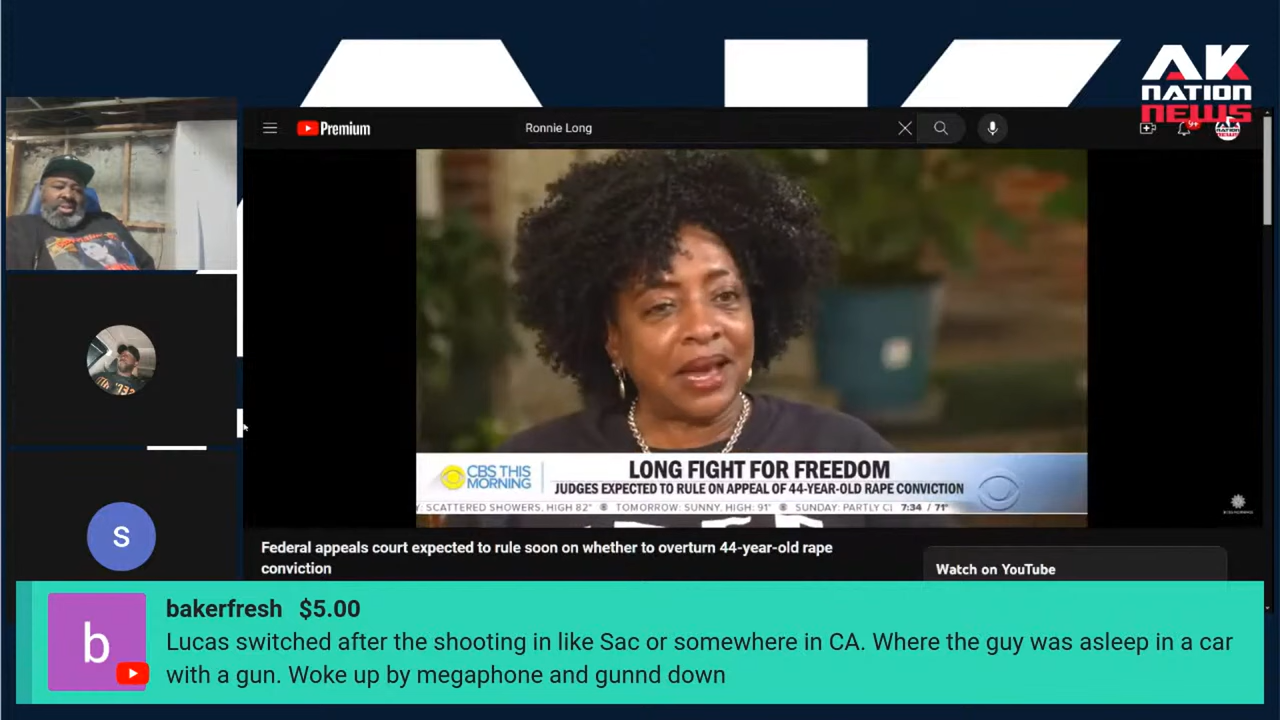 AK
NATION
NEWS
Premium
Ronnie Long
9+
CBS THIS
MORNING
LONG FIGHT FOR FREEDOM
JUDGES EXPECTED TO RULE ON APPEAL OF 44-YEAR-OLD RAPE CONVICTION
Y: SCATTERED SHOWERS, HIGH 82° TOMORROW: SUNNY, HIGH: 91° SUNDAY: PARTLY CL 7:34 / 71°
Federal appeals court expected to rule soon on whether to overturn 44-year-old rape
conviction
Watch on YouTube
s
b
bakerfresh $5.00
Lucas switched after the shooting in like Sac or somewhere in CA. Where the guy was asleep in a car
with a gun. Woke up by megaphone and gunnd down